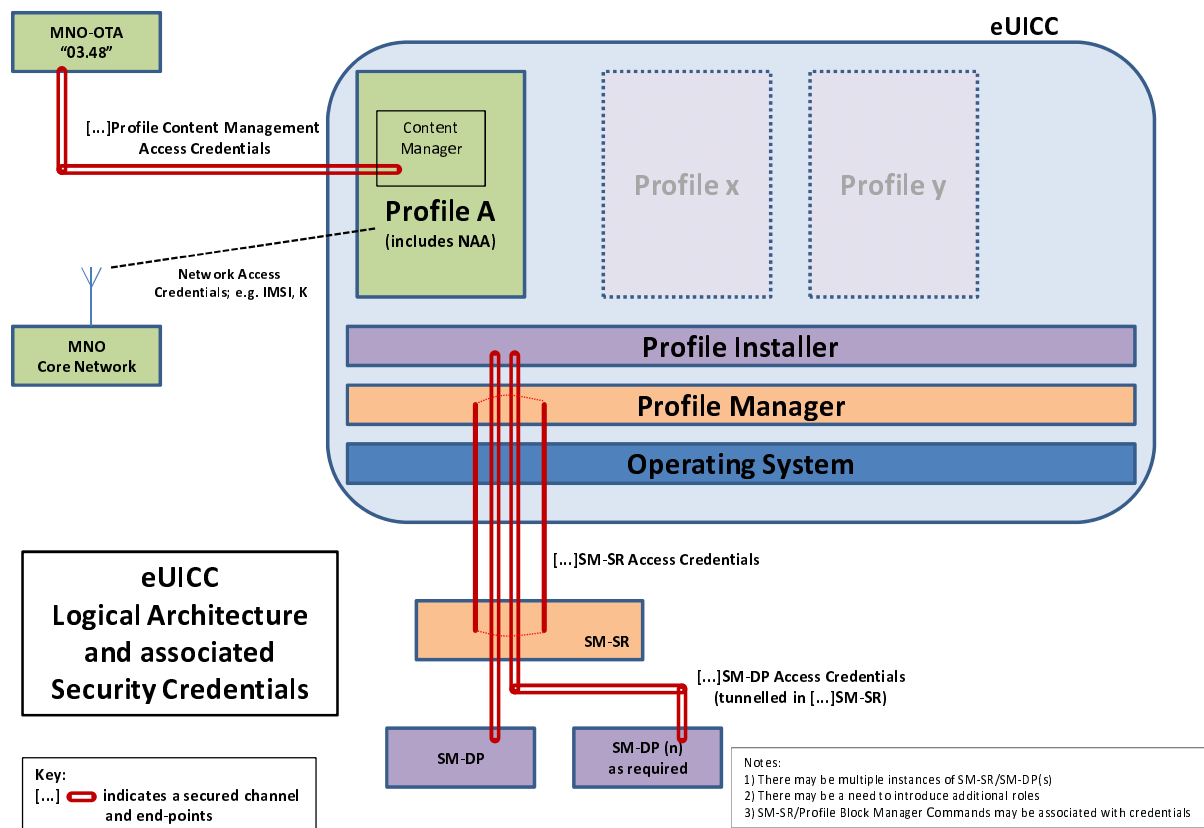 eUICC
MNO-OTA
“03.48”
[...]Profile Content Management
Access Credentials
Content
Manager
Profile A
(includes NAA)
Profile x
Profile y
Network Access
Credentials; e.g. IMSI, K
MNO
Core Network
Profile Installer
Profile Manager
Operating System
eUICC
Logical Architecture
and associated
Security Credentials
[...]SM-SR Access Credentials
SM-SR
[...]SM-DP Access Credentials
(tunnelled in [...]SM-SR)
SM-DP
SM-DP (n)
as required
Key:
[...] indicates a secured channel
and end-points
Notes:
1) There may be multiple instances of SM-SR/SM-DP(s)
2) There may be a need to introduce additional roles
3) SM-SR/Profile Block Manager Commands may be associated with credentials